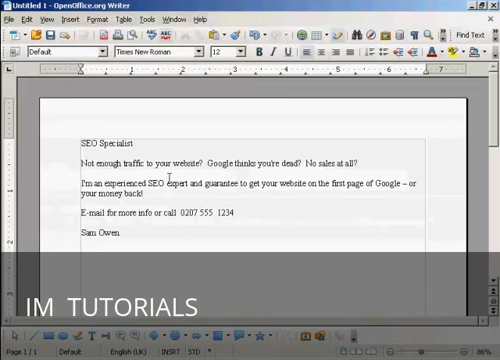 Untitled 1 - OpenOffice.org Writer
File Edit View Insert Format Table Tools Window Help
Find Text
Default Times New Roman 12 B I U
SEO Specialist
Not enough traffic to your website? Google thinks you're dead? No sales at all?
I'm an experienced SEO expert and guarantee to get your website on the first page of Google – or
your money back!
E-mail for more info or call 0207 555 1234
Sam Owen
IM TUTORIALS
Page 1 / 1 Default English (UK) INSRT STD * 86%